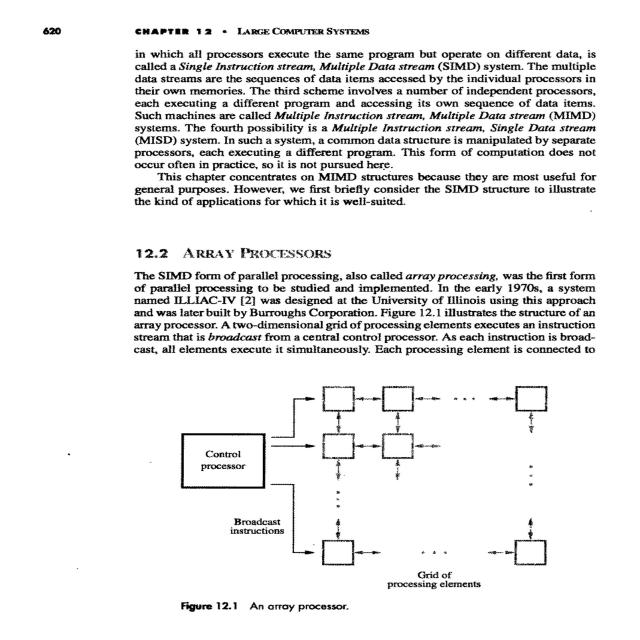 620 CHAPTER 12 • LARGE COMPUTER SYSTEMS
in which all processors execute the same program but operate on different data, is
called a Single Instruction stream, Multiple Data stream (SIMD) system. The multiple
data streams are the sequences of data items accessed by the individual processors in
their own memories. The third scheme involves a number of independent processors,
each executing a different program and accessing its own sequence of data items.
Such machines are called Multiple Instruction stream, Multiple Data stream (MIMD)
systems. The fourth possibility is a Multiple Instruction stream, Single Data stream
(MISD) system. In such a system, a common data structure is manipulated by separate
processors, each executing a different program. This form of computation does not
occur often in practice, so it is not pursued here.
This chapter concentrates on MIMD structures because they are most useful for
general purposes. However, we first briefly consider the SIMD structure to illustrate
the kind of applications for which it is well-suited.
12.2 ARRAY PROCESSORS
The SIMD form of parallel processing, also called array processing, was the first form
of parallel processing to be studied and implemented. In the early 1970s, a system
named ILLIAC-IV [2] was designed at the University of Illinois using this approach
and was later built by Burroughs Corporation. Figure 12.1 illustrates the structure of an
array processor. A two-dimensional grid of processing elements executes an instruction
stream that is broadcast from a central control processor. As each instruction is broad-
cast, all elements execute it simultaneously. Each processing element is connected to
Control
processor
Broadcast
instructions
Grid of
processing elements
Figure 12.1 An array processor.